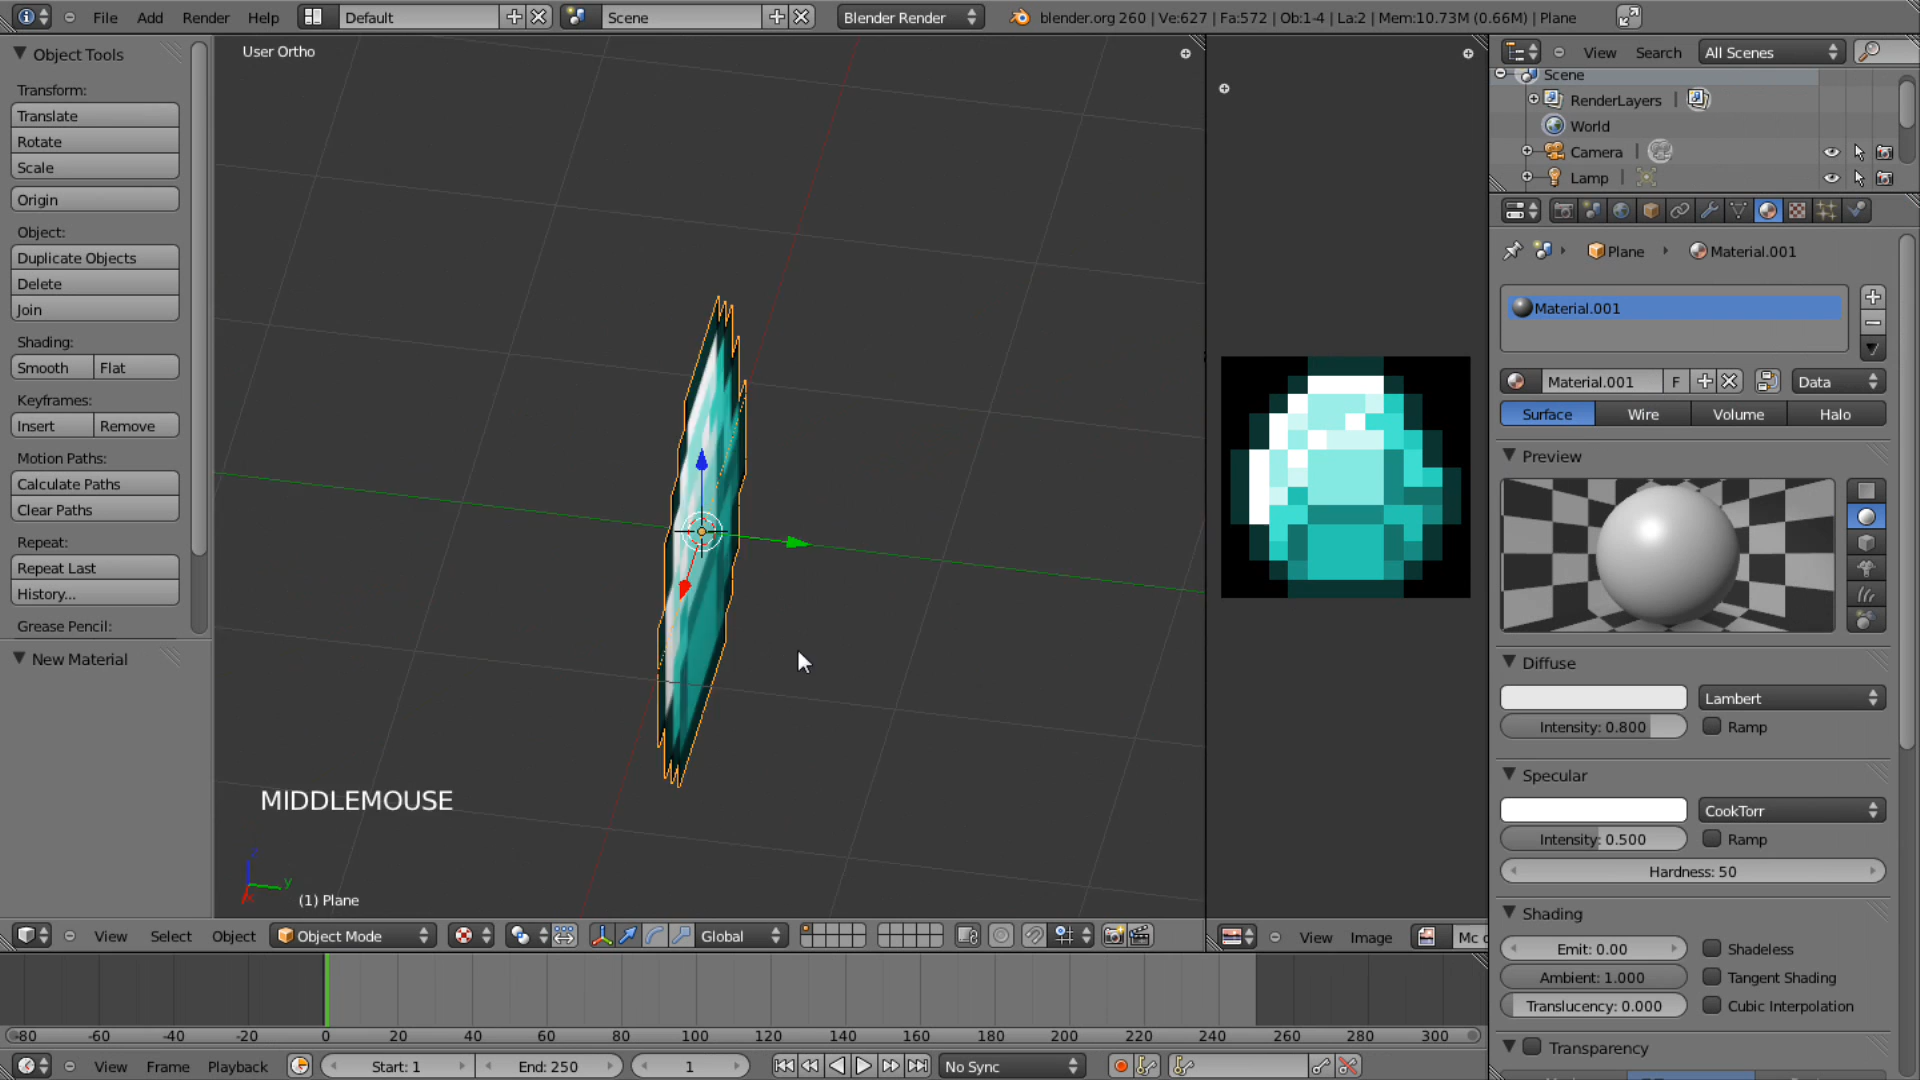 File Add Render Help Default Scene Blender Render blender.org 260 | Ve:627 | Fa:572 | Ob:1-4 | La:2 | Mem:10.73M (0.66M) | Plane
Object Tools
Transform:
Translate
Rotate
Scale
Origin
Object:
Duplicate Objects
Delete
Join
Shading:
Smooth Flat
Keyframes:
Insert Remove
Motion Paths:
Calculate Paths
Clear Paths
Repeat:
Repeat Last
History...
Grease Pencil:
New Material
User Ortho
MIDDLEMOUSE
z
y
x
(1) Plane
View Select Object Object Mode Global
View Image Mc
View Search All Scenes
Scene
RenderLayers |
World
Camera |
Lamp |
Plane Material.001
Material.001
Material.001 F Data
Surface Wire Volume Halo
Preview
Diffuse
Lambert
Intensity: 0.800 Ramp
Specular
CookTorr
Intensity: 0.500 Ramp
Hardness: 50
Shading
Emit: 0.00 Shadeless
Ambient: 1.000 Tangent Shading
Translucency: 0.000 Cubic Interpolation
Transparency
-80 -60 -40 -20 0 20 40 60 80 100 120 140 160 180 200 220 240 260 280 300
View Frame Playback Start: 1 End: 250 1 No Sync